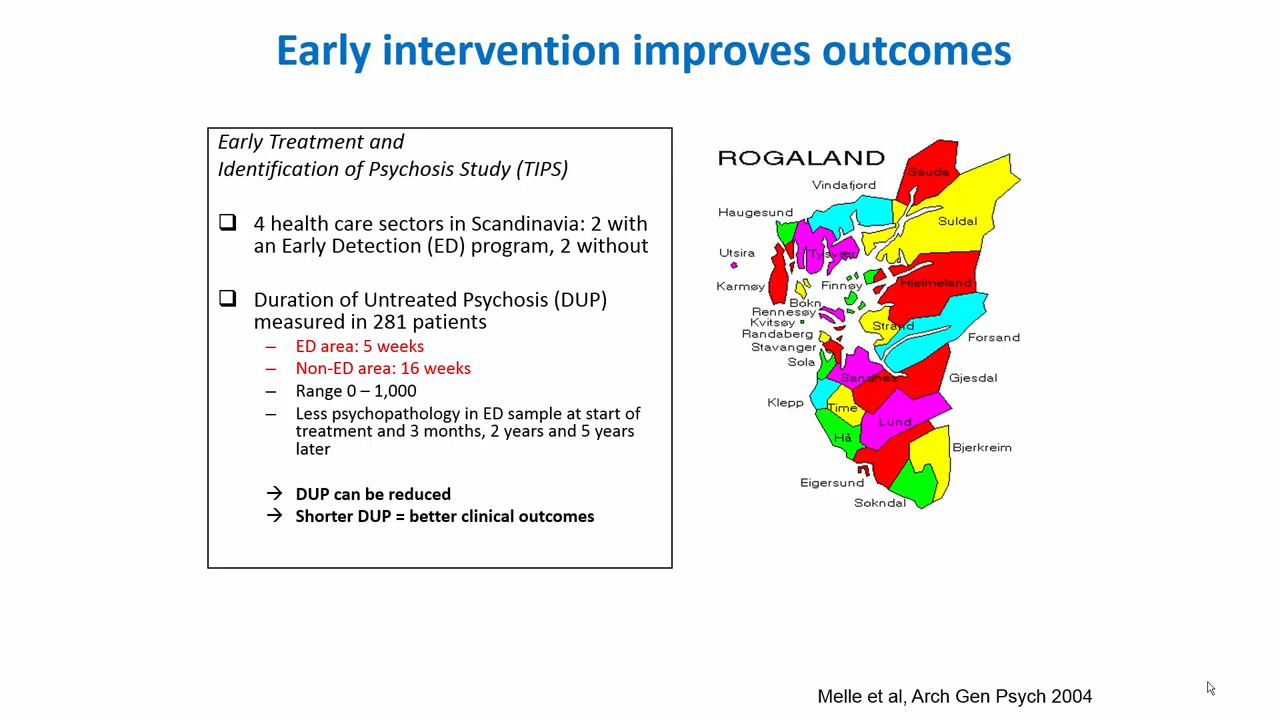 Early intervention improves outcomes
Early Treatment and
Identification of Psychosis Study (TIPS)
4 health care sectors in Scandinavia: 2 with
an Early Detection (ED) program, 2 without
Duration of Untreated Psychosis (DUP)
measured in 281 patients
– ED area: 5 weeks
– Non-ED area: 16 weeks
– Range 0 – 1,000
– Less psychopathology in ED sample at start of
treatment and 3 months, 2 years and 5 years
later
→ DUP can be reduced
→ Shorter DUP = better clinical outcomes
ROGALAND
Sauda
Vindafjord
Haugesund
Suldal
Utsira
Tysvær
Karmøy
Finnøy
Hjelmeland
Bokn
Rennesøy
Kvitsøy
Strand
Randaberg
Forsand
Stavanger
Sola
Sandnes
Gjesdal
Klepp
Time
Lund
Hå
Bjerkreim
Eigersund
Sokndal
Melle et al, Arch Gen Psych 2004